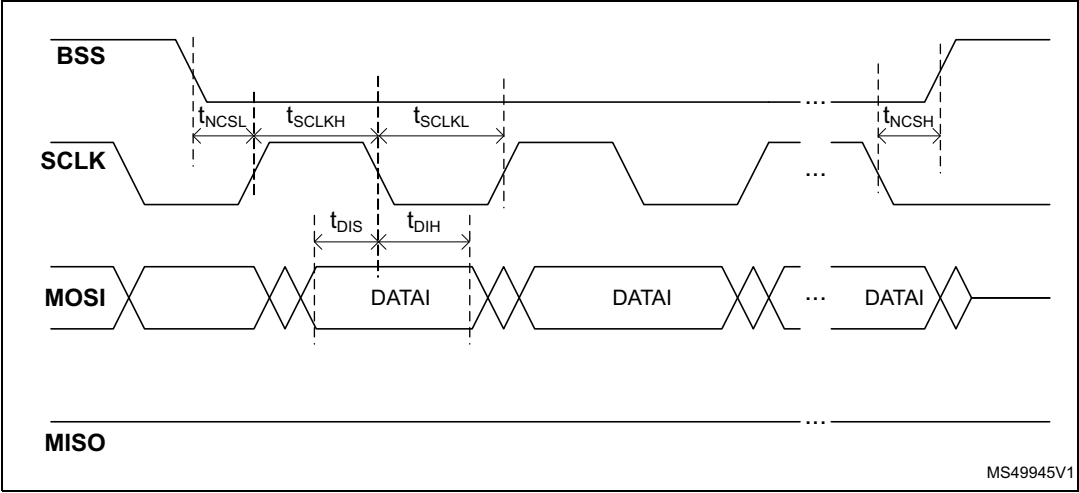 BSS
...
tNCSL tSCLKH tSCLKL tNCSH
SCLK
...
tDIS tDIH
MOSI DATAI DATAI ... DATAI
...
MISO
MS49945V1